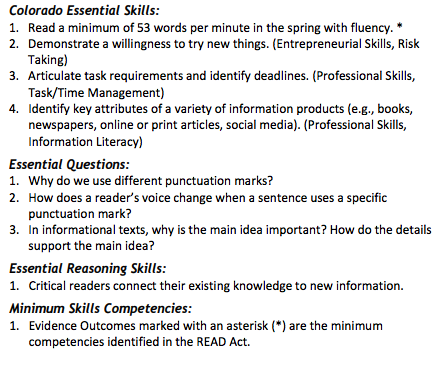 Colorado Essential Skills:
1. Read a minimum of 53 words per minute in the spring with fluency. *
2. Demonstrate a willingness to try new things. (Entrepreneurial Skills, Risk
Taking)
3. Articulate task requirements and identify deadlines. (Professional Skills,
Task/Time Management)
4. Identify key attributes of a variety of information products (e.g., books,
newspapers, online or print articles, social media). (Professional Skills,
Information Literacy)
Essential Questions:
1. Why do we use different punctuation marks?
2. How does a reader's voice change when a sentence uses a specific
punctuation mark?
3. In informational texts, why is the main idea important? How do the details
support the main idea?
Essential Reasoning Skills:
1. Critical readers connect their existing knowledge to new information.
Minimum Skills Competencies:
1. Evidence Outcomes marked with an asterisk (*) are the minimum
competencies identified in the READ Act.